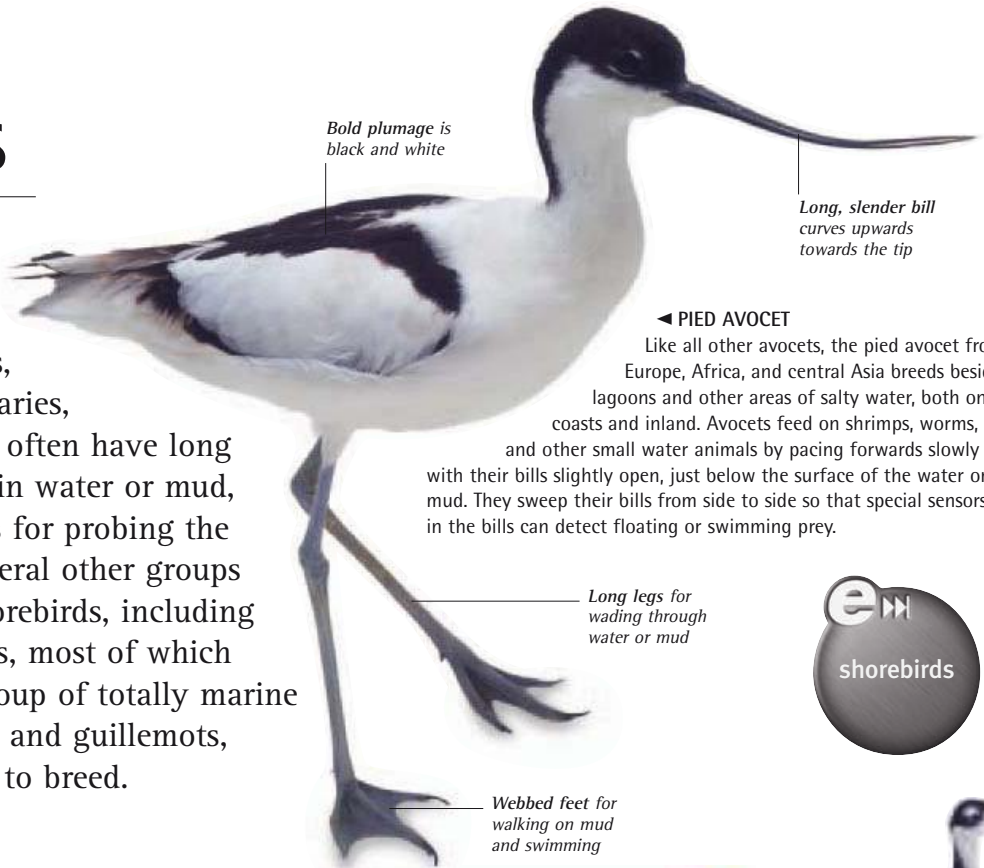 s
Bold plumage is
black and white
Long, slender bill
curves upwards
towards the tip
s,
aries,
often have long
in water or mud,
s for probing the
eral other groups
orebirds, including
s, most of which
oup of totally marine
and guillemots,
to breed.
◄ PIED AVOCET
Like all other avocets, the pied avocet fro
Europe, Africa, and central Asia breeds besid
lagoons and other areas of salty water, both on
coasts and inland. Avocets feed on shrimps, worms,
and other small water animals by pacing forwards slowly
with their bills slightly open, just below the surface of the water or
mud. They sweep their bills from side to side so that special sensors
in the bills can detect floating or swimming prey.
Long legs for
wading through
water or mud
e
shorebirds
Webbed feet for
walking on mud
and swimming